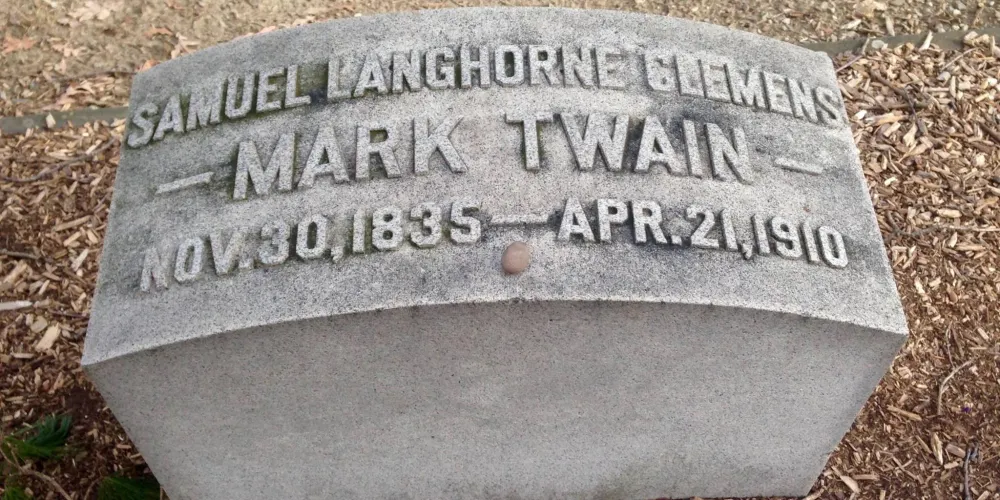 SAMUEL LANGHORNE CLEMENS
— MARK TWAIN —
NOV. 30, 1835 — APR. 21, 1910